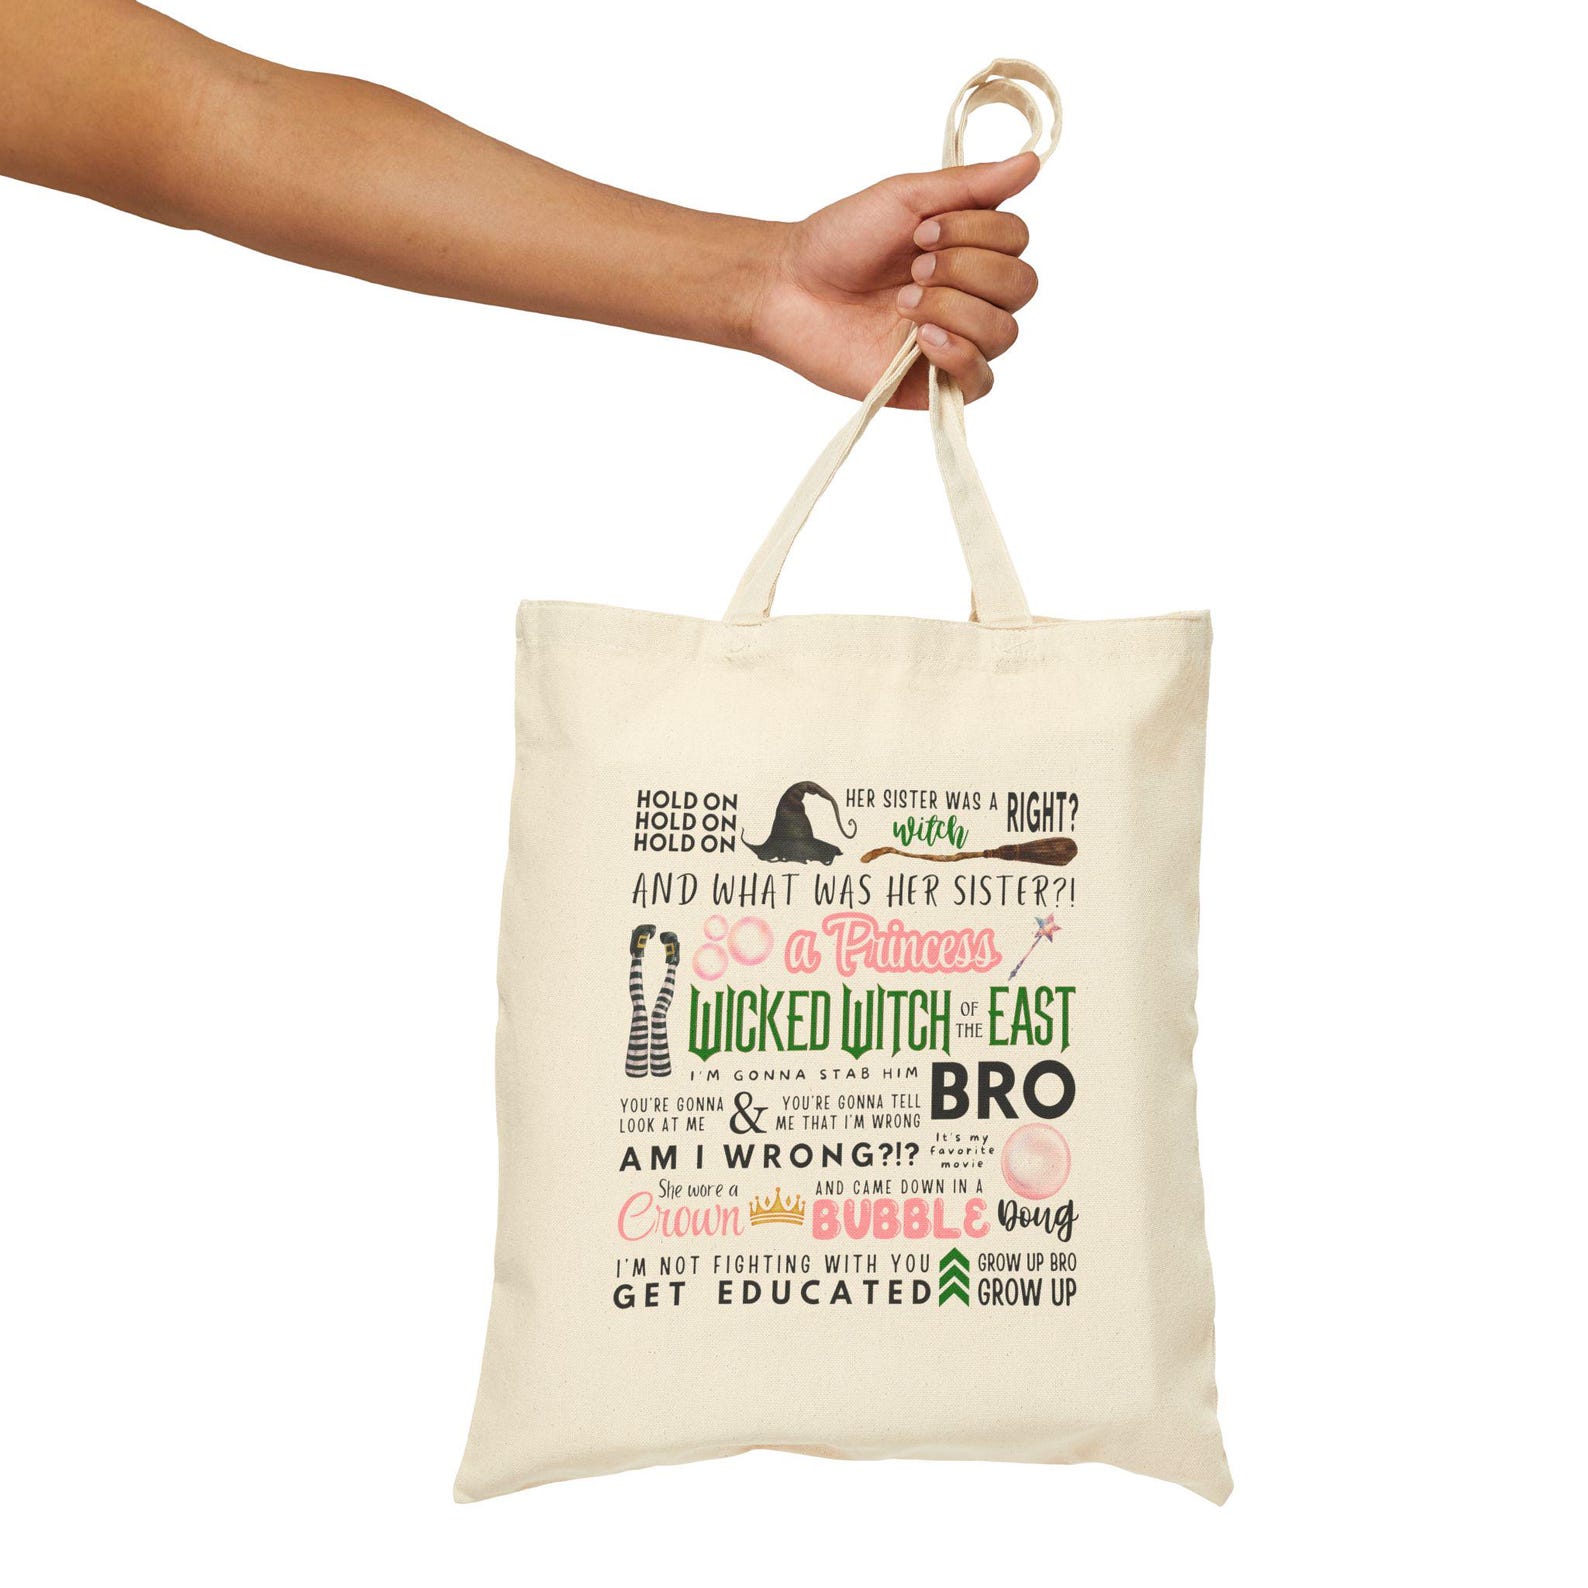 HOLD ON
HOLD ON
HOLD ON
HER SISTER WAS A
witch
RIGHT?
AND WHAT WAS HER SISTER?!
a Princess
WICKED WITCH OF THE EAST
I'M GONNA STAB HIM
BRO
YOU'RE GONNA
LOOK AT ME
&
YOU'RE GONNA TELL
ME THAT I'M WRONG
AM I WRONG?!?
It's my
favorite
movie
She wore a
Crown
AND CAME DOWN IN A
BUBBLE
Doug
I'M NOT FIGHTING WITH YOU
GET EDUCATED
GROW UP BRO
GROW UP